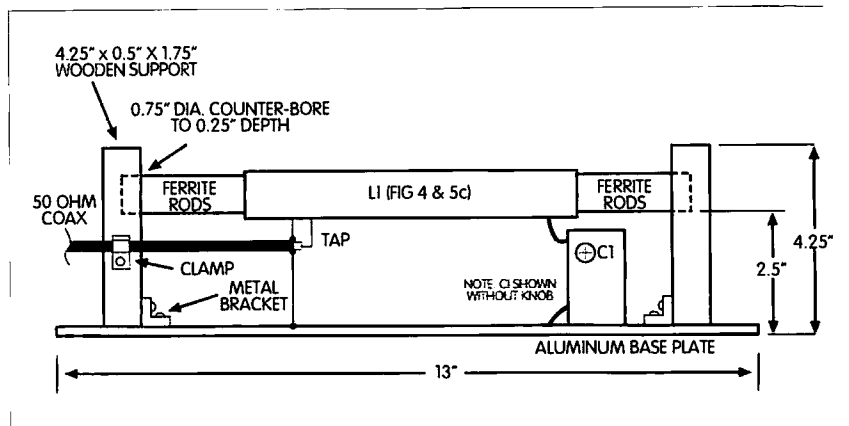 4.25" x 0.5" X 1.75"
WOODEN SUPPORT
0.75" DIA. COUNTER-BORE
TO 0.25" DEPTH
FERRITE
RODS
L1 (FIG 4 & 5c)
FERRITE
RODS
50 OHM
COAX
TAP
CLAMP
METAL
BRACKET
C1
NOTE. C1 SHOWN
WITHOUT KNOB
2.5"
4.25"
ALUMINUM BASE PLATE
13"